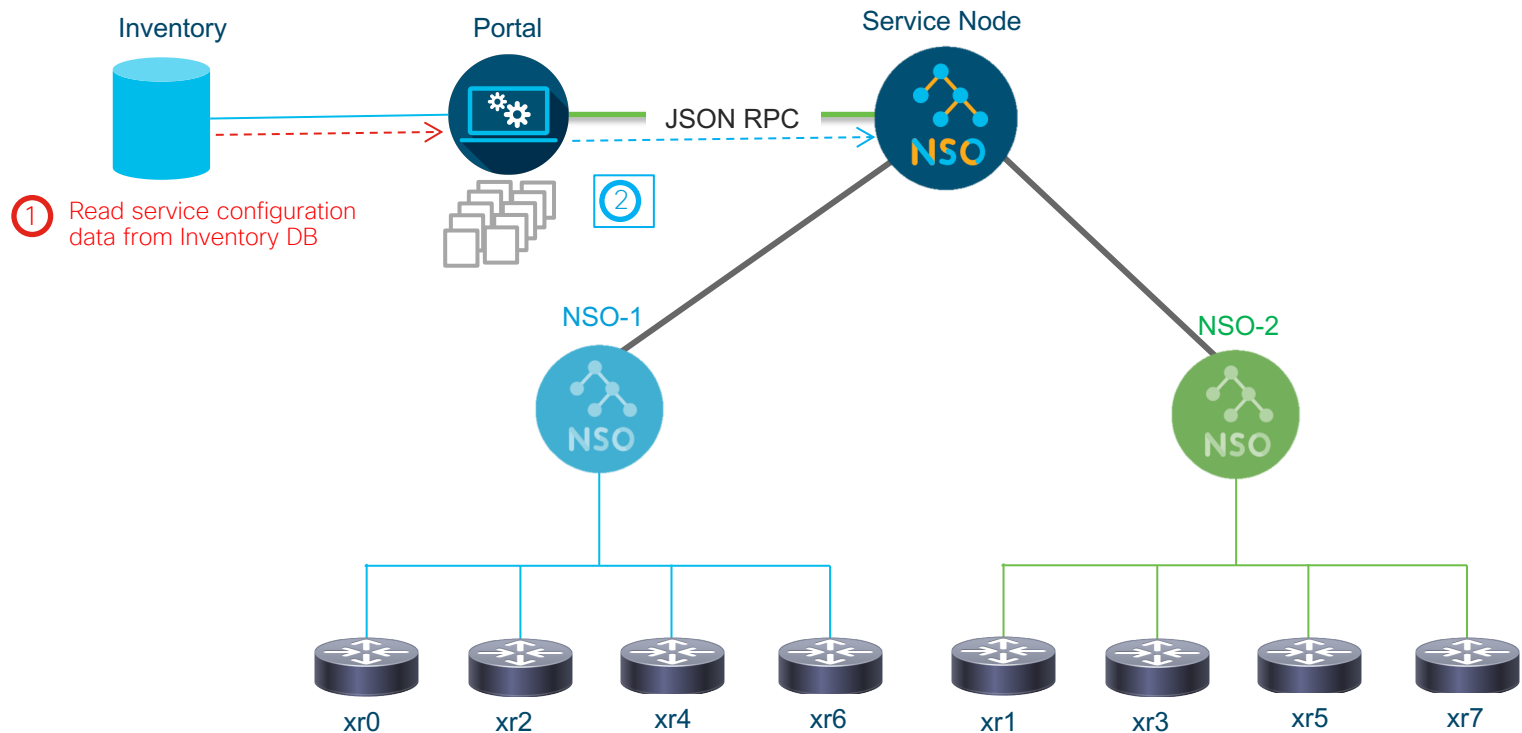 Inventory
Portal
Service Node
JSON RPC
NSO
1
Read service configuration
data from Inventory DB
2
NSO-1
NSO-2
NSO
NSO
xr0
xr2
xr4
xr6
xr1
xr3
xr5
xr7